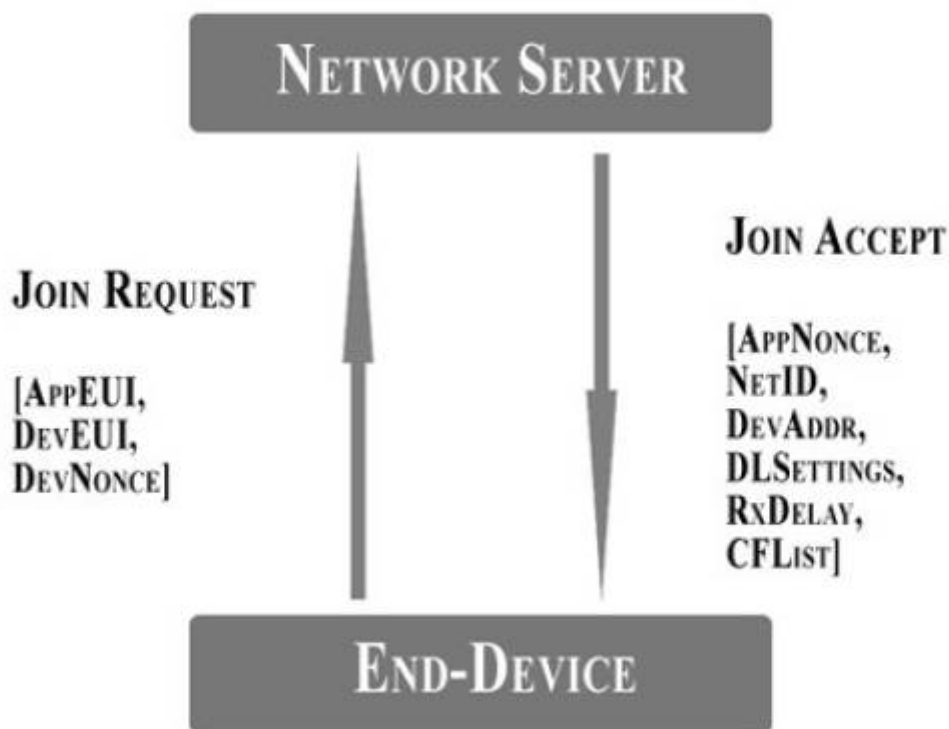 NETWORK SERVER
JOIN REQUEST
[APPEUI,
DEVEUI,
DEVNONCE]
JOIN ACCEPT
[APPNONCE,
NETID,
DEVADDR,
DLSETTINGS,
RXDELAY,
CFLIST]
END-DEVICE